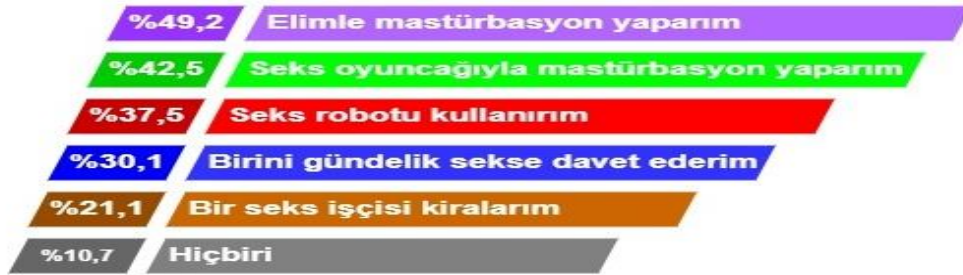 %49,2 Elimle mastürbasyon yaparım
%42,5 Seks oyuncağıyla mastürbasyon yaparım
%37,5 Seks robotu kullanırım
%30,1 Birini gündelik sekse davet ederim
%21,1 Bir seks işçisi kiralarım
%10,7 Hiçbiri